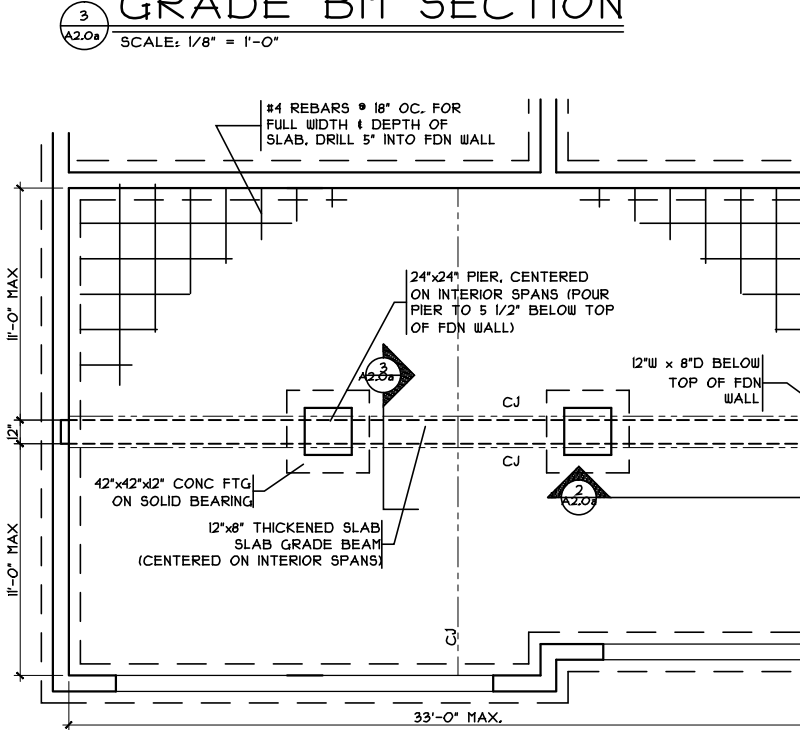 GRADE BM SECTION
3
A2.0a
SCALE: 1/8" = 1'-0"
#4 REBARS @ 18" OC. FOR
FULL WIDTH & DEPTH OF
SLAB, DRILL 5" INTO FDN WALL
24"x24" PIER, CENTERED
ON INTERIOR SPANS (POUR
PIER TO 5 1/2" BELOW TOP
OF FDN WALL)
11'-0" MAX
3
A2.0a
12"W x 8"D BELOW
TOP OF FDN
WALL
CJ
12"
CJ
42"x42"x12" CONC FTG
ON SOLID BEARING
2
A2.0a
12"x8" THICKENED SLAB
SLAB GRADE BEAM
(CENTERED ON INTERIOR SPANS)
11'-0" MAX
CJ
33'-0" MAX.